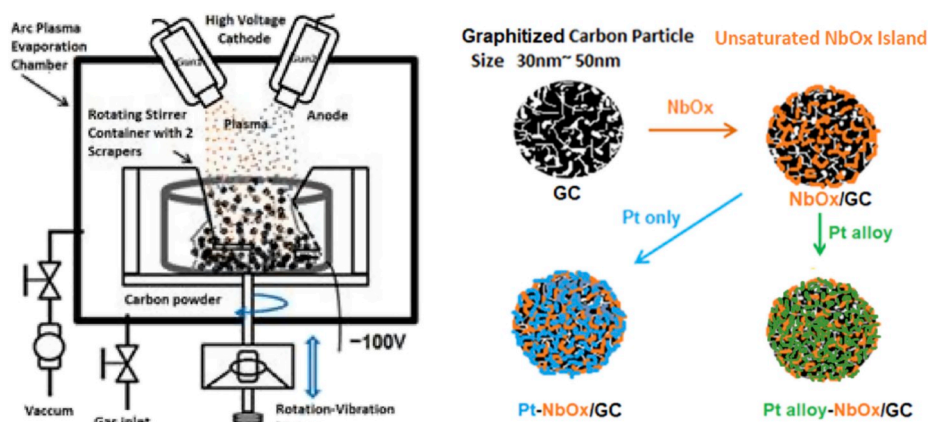 Arc Plasma
Evaporation
Chamber
High Voltage
Cathode
Gun1
Gun2
Plasma
Anode
Rotating Stirrer
Container with 2
Scrapers
Carbon powder
~100V
Vaccum
Gas inlet
Rotation-Vibration
Graphitized Carbon Particle
Size 30nm~ 50nm
Unsaturated NbOx Island
NbOx
GC
NbOx/GC
Pt only
Pt alloy
Pt-NbOx/GC
Pt alloy-NbOx/GC